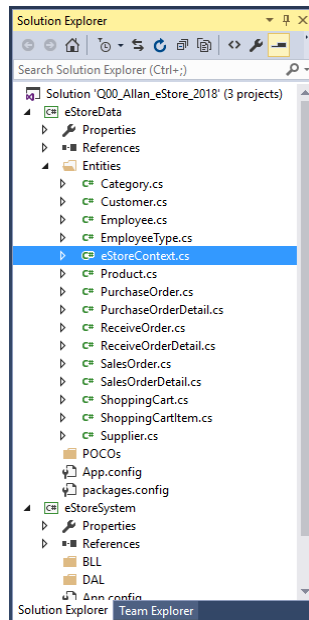 Solution Explorer
Search Solution Explorer (Ctrl+;)
Solution 'Q00_Allan_eStore_2018' (3 projects)
eStoreData
Properties
References
Entities
Category.cs
Customer.cs
Employee.cs
EmployeeType.cs
eStoreContext.cs
Product.cs
PurchaseOrder.cs
PurchaseOrderDetail.cs
ReceiveOrder.cs
ReceiveOrderDetail.cs
SalesOrder.cs
SalesOrderDetail.cs
ShoppingCart.cs
ShoppingCartItem.cs
Supplier.cs
POCOs
App.config
packages.config
eStoreSystem
Properties
References
BLL
DAL
App.config
Solution Explorer Team Explorer